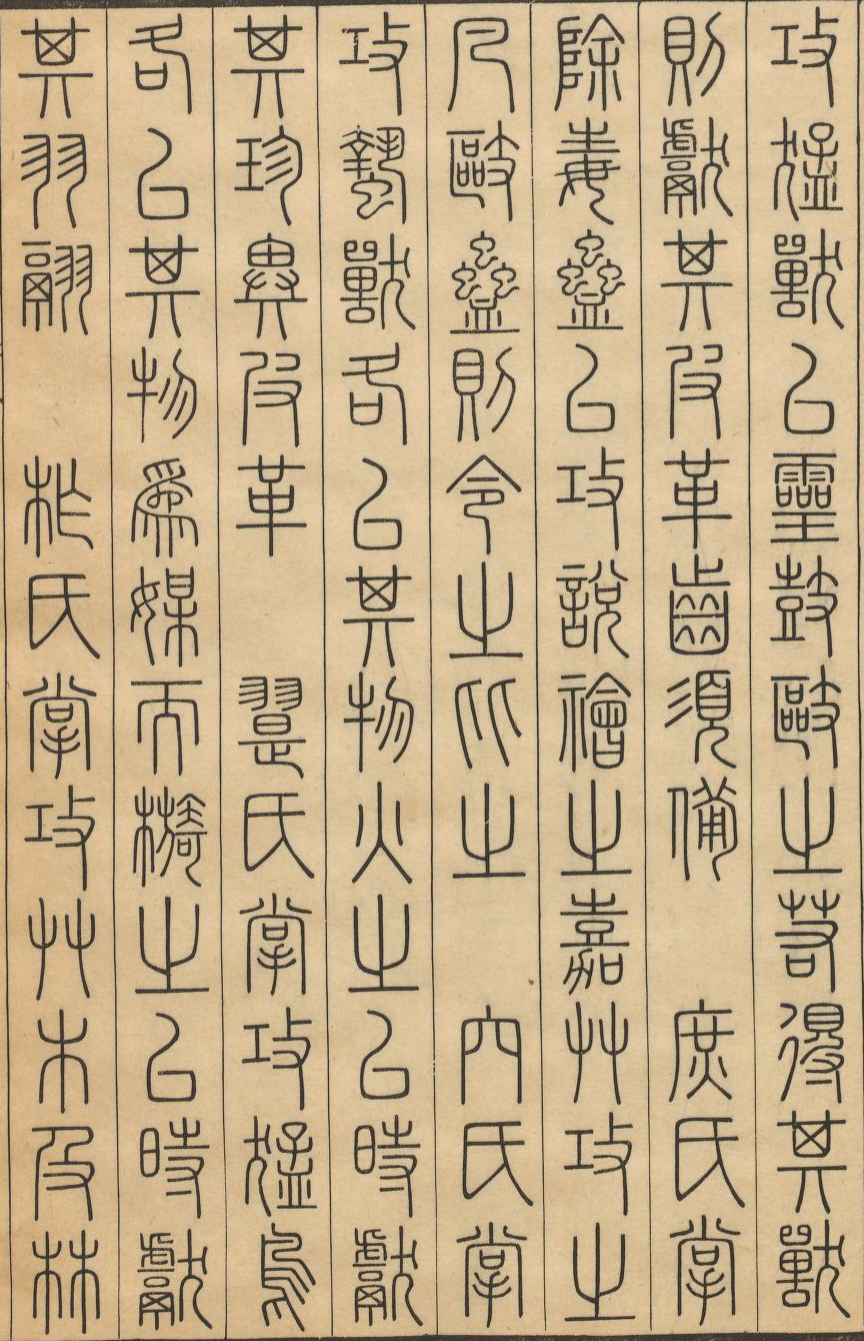 攻猛獸以靈鼓敺之若得其獸
則獻其皮革齒須備　庶氏掌
除毒蠱以攻說禬之嘉艸攻之
凡敺蠱則令之比之　穴氏掌
攻蟄獸各以其物火之以時獻
其珍異皮革　翨氏掌攻猛鳥
各以其物爲媒而掎之以時獻
其羽翮　柞氏掌攻艸木及林